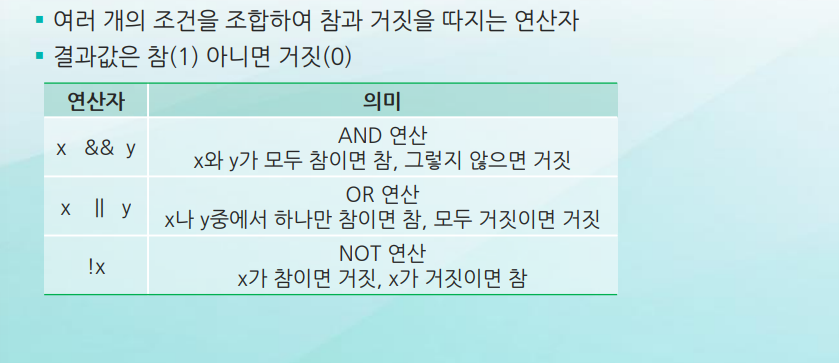 ▪ 여러 개의 조건을 조합하여 참과 거짓을 따지는 연산자
▪ 결과값은 참(1) 아니면 거짓(0)
연산자 의미
x && y
AND 연산
x와 y가 모두 참이면 참, 그렇지 않으면 거짓
x || y
OR 연산
x나 y중에서 하나만 참이면 참, 모두 거짓이면 거짓
!x
NOT 연산
x가 참이면 거짓, x가 거짓이면 참